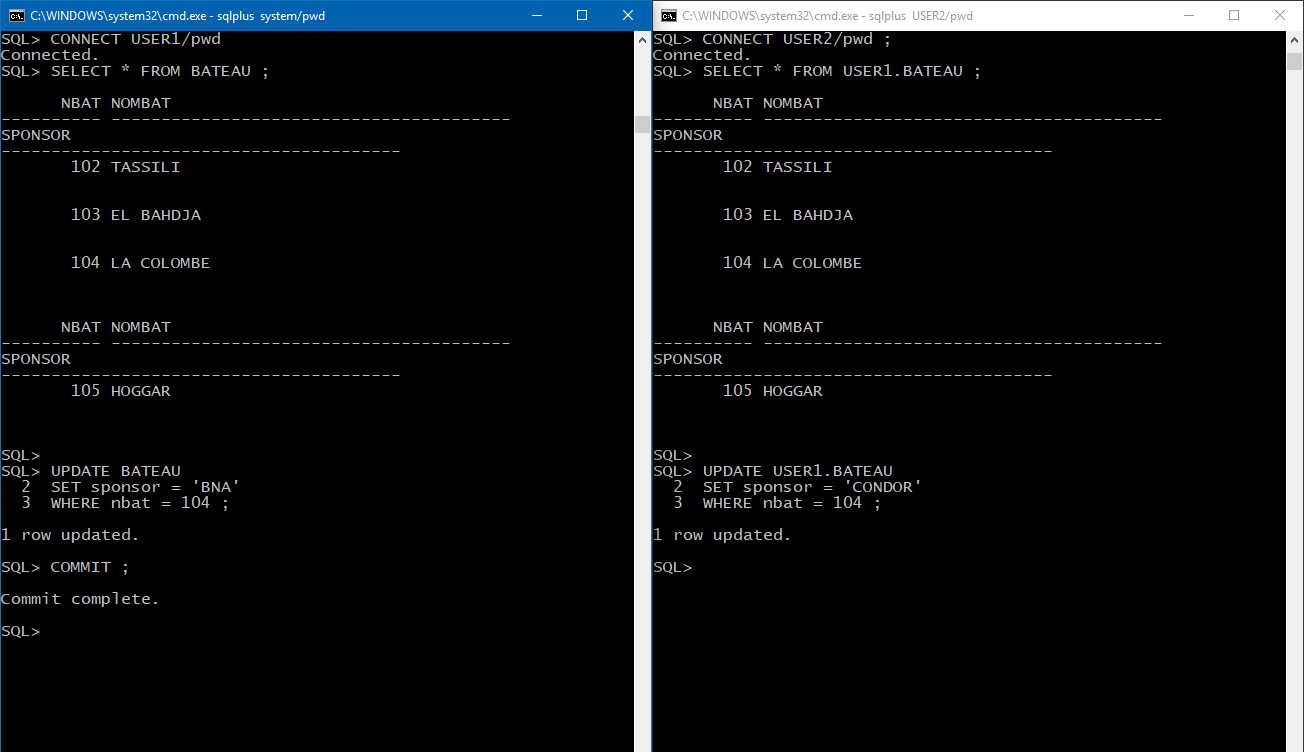 C:\WINDOWS\system32\cmd.exe - sqlplus system/pwd
SQL> CONNECT USER1/pwd
Connected.
SQL> SELECT * FROM BATEAU ;
NBAT NOMBAT
---------- ----------------------------------------
SPONSOR
----------------------------------------
102 TASSILI
103 EL BAHDJA
104 LA COLOMBE
NBAT NOMBAT
---------- ----------------------------------------
SPONSOR
----------------------------------------
105 HOGGAR
SQL>
SQL> UPDATE BATEAU
2 SET sponsor = 'BNA'
3 WHERE nbat = 104 ;
1 row updated.
SQL> COMMIT ;
Commit complete.
SQL>
C:\WINDOWS\system32\cmd.exe - sqlplus USER2/pwd
SQL> CONNECT USER2/pwd ;
Connected.
SQL> SELECT * FROM USER1.BATEAU ;
NBAT NOMBAT
---------- ----------------------------------------
SPONSOR
----------------------------------------
102 TASSILI
103 EL BAHDJA
104 LA COLOMBE
NBAT NOMBAT
---------- ----------------------------------------
SPONSOR
----------------------------------------
105 HOGGAR
SQL>
SQL> UPDATE USER1.BATEAU
2 SET sponsor = 'CONDOR'
3 WHERE nbat = 104 ;
1 row updated.
SQL>